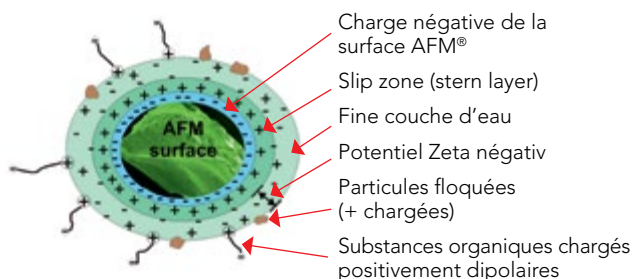 Charge négative de la
surface AFM®
Slip zone (stern layer)
Fine couche d'eau
Potentiel Zeta négativ
Particules floquées
(+ chargées)
Substances organiques chargés
positivement dipolaires
AFM
surface